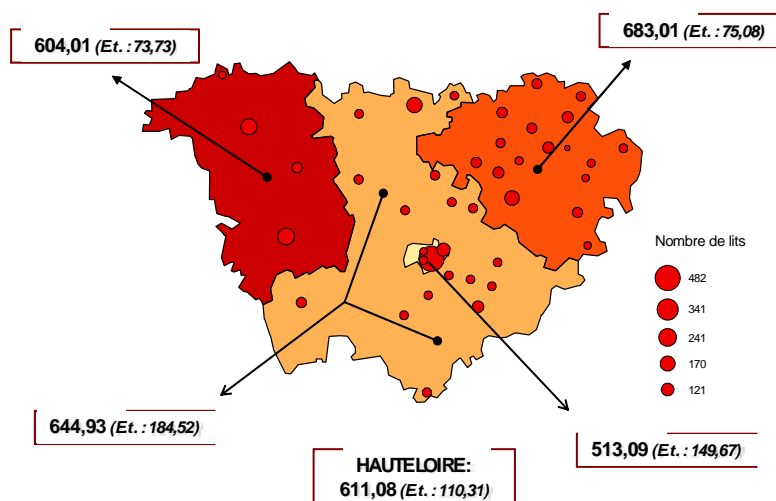 604,01 (Et. : 73,73)
683,01 (Et. : 75,08)
Nombre de lits
482
341
241
170
121
644,93 (Et. : 184,52)
513,09 (Et. : 149,67)
HAUTELOIRE:
611,08 (Et. : 110,31)